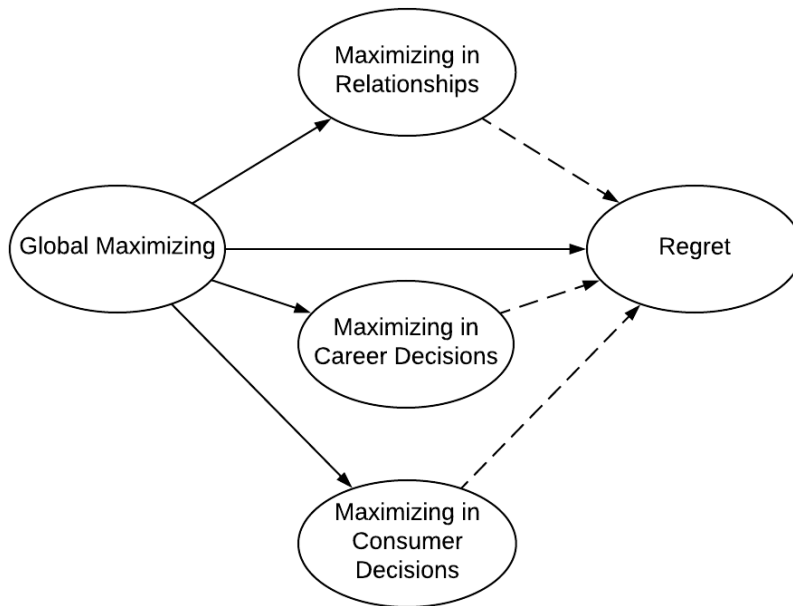 Maximizing in
Relationships
Global Maximizing
Regret
Maximizing in
Career Decisions
Maximizing in
Consumer
Decisions